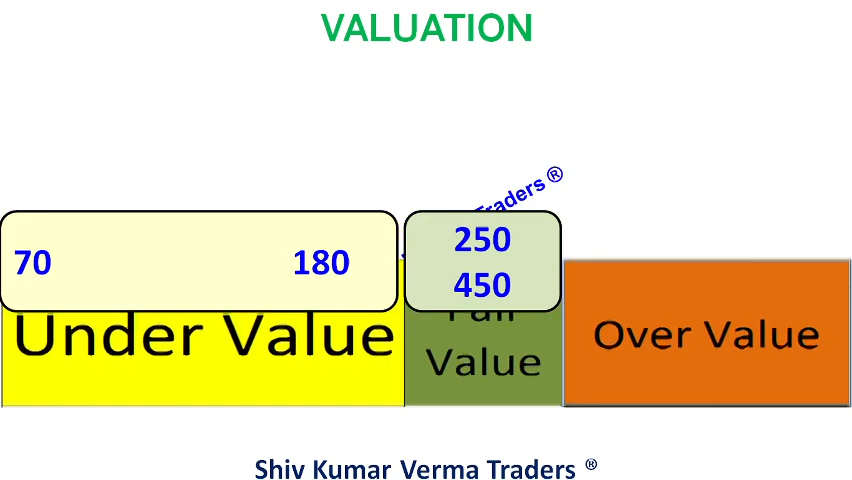 VALUATION
Traders ®
70 180
250
450
Under Value
Value
Over Value
Shiv Kumar Verma Traders ®